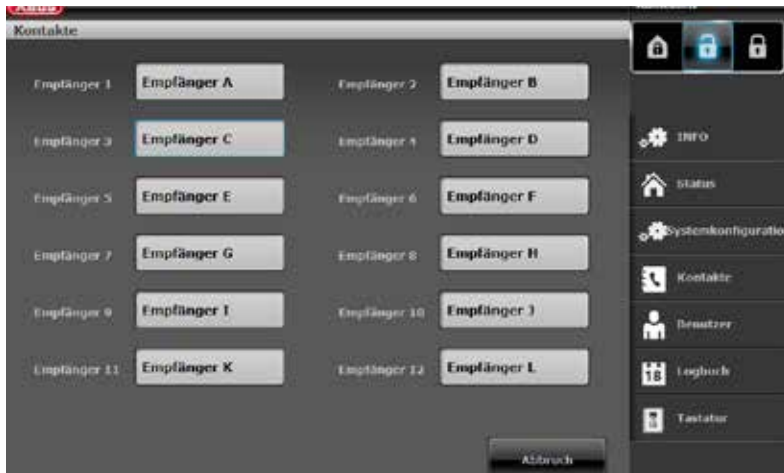 ABUS
Kontakte
Empfänger 1 Empfänger A Empfänger 2 Empfänger B
Empfänger 3 Empfänger C Empfänger 4 Empfänger D
Empfänger 5 Empfänger E Empfänger 6 Empfänger F
Empfänger 7 Empfänger G Empfänger 8 Empfänger H
Empfänger 9 Empfänger I Empfänger 10 Empfänger J
Empfänger 11 Empfänger K Empfänger 12 Empfänger L
Abbruch
INFO
Status
Systemkonfiguratio
Kontakte
Benutzer
18 Logbuch
Tastatur